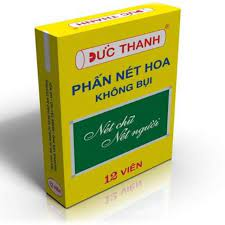 ĐỨC THANH
PHẤN NÉT HOA
KHÔNG BỤI
Nét chữ
Nết người
12 VIÊN